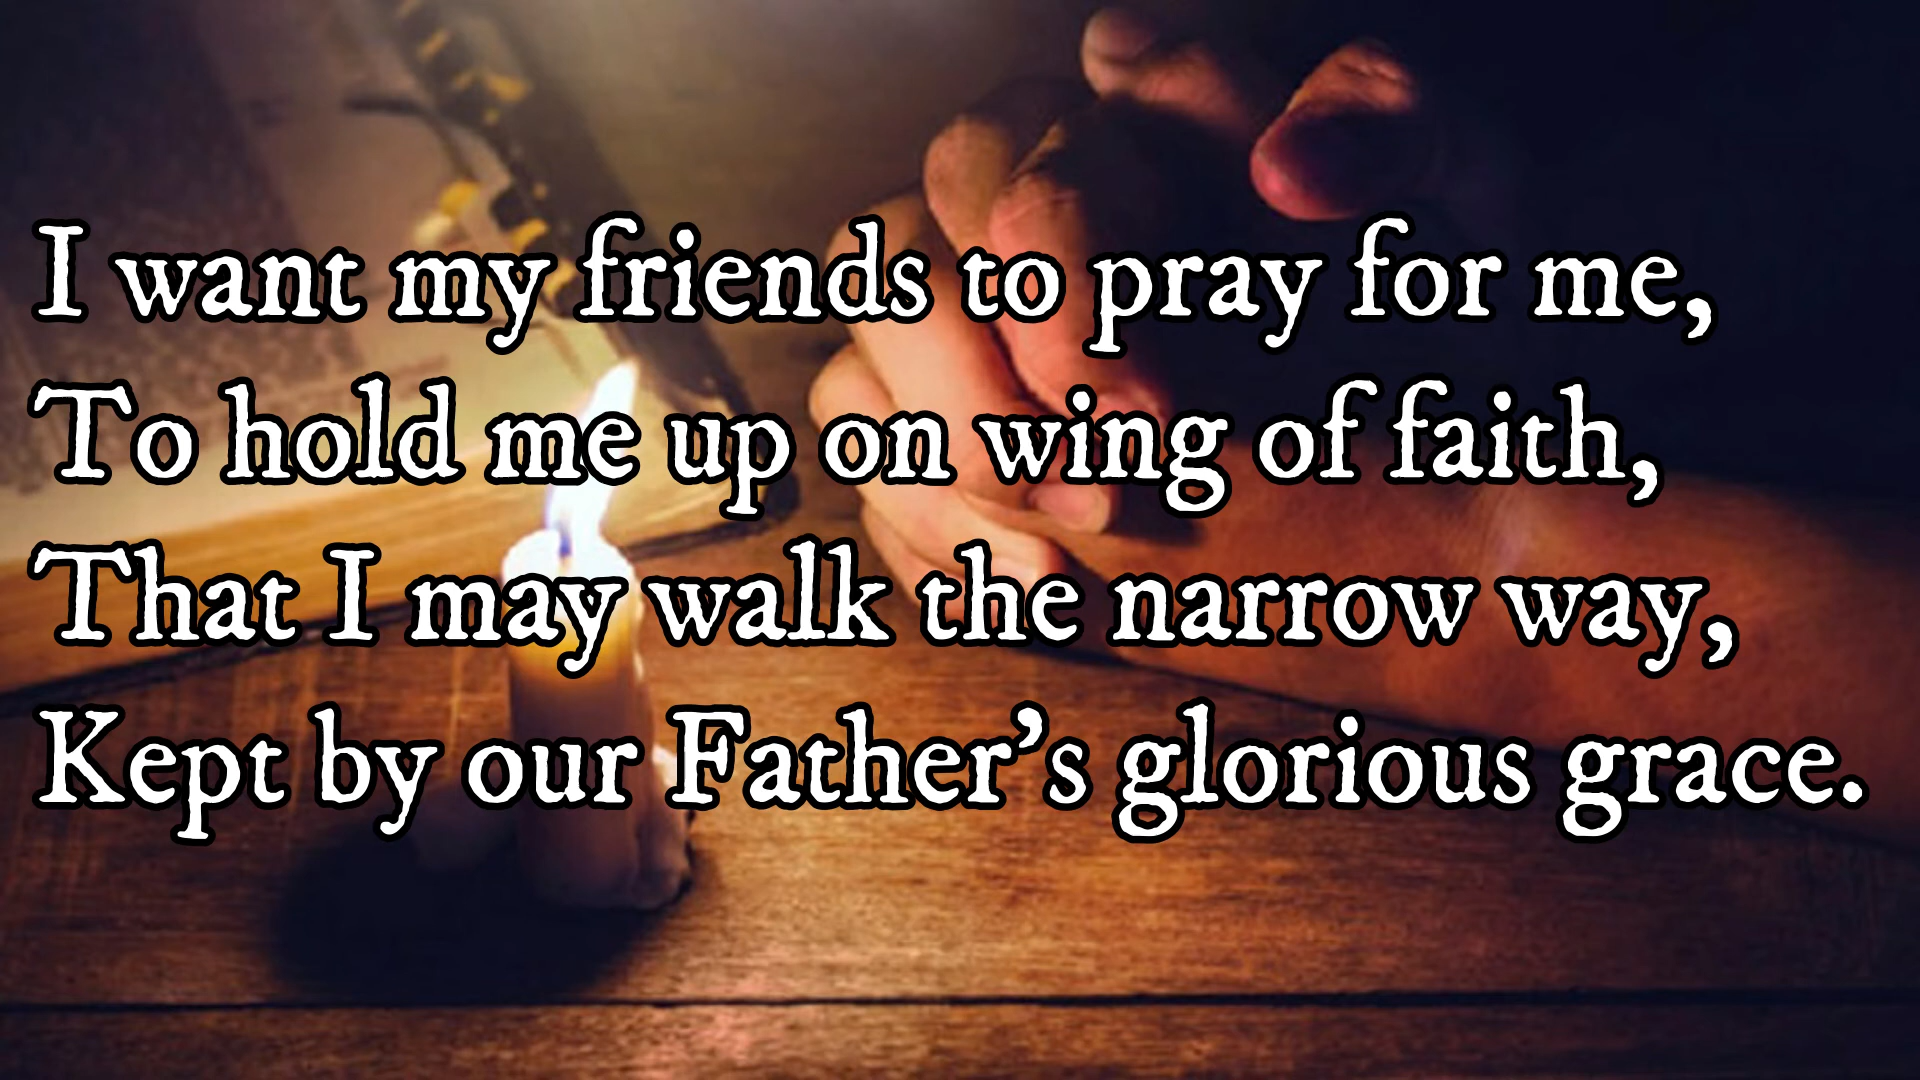 I want my friends to pray for me,
To hold me up on wing of faith,
That I may walk the narrow way,
Kept by our Father’s glorious grace.